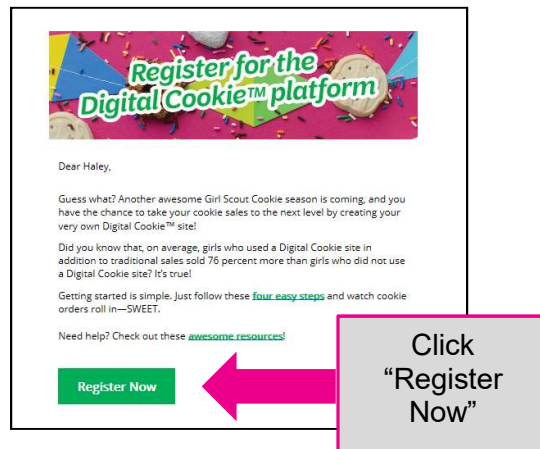 Register for the
Digital Cookie™ platform
Dear Haley,
Guess what? Another awesome Girl Scout Cookie season is coming, and you
have the chance to take your cookie sales to the next level by creating your
very own Digital Cookie™ site!
Did you know that, on average, girls who used a Digital Cookie site in
addition to traditional sales sold 76 percent more than girls who did not use
a Digital Cookie site? It's true!
Getting started is simple. Just follow these four easy steps and watch cookie
orders roll in—SWEET.
Need help? Check out these awesome resources!
Register Now
Click
“Register
Now”